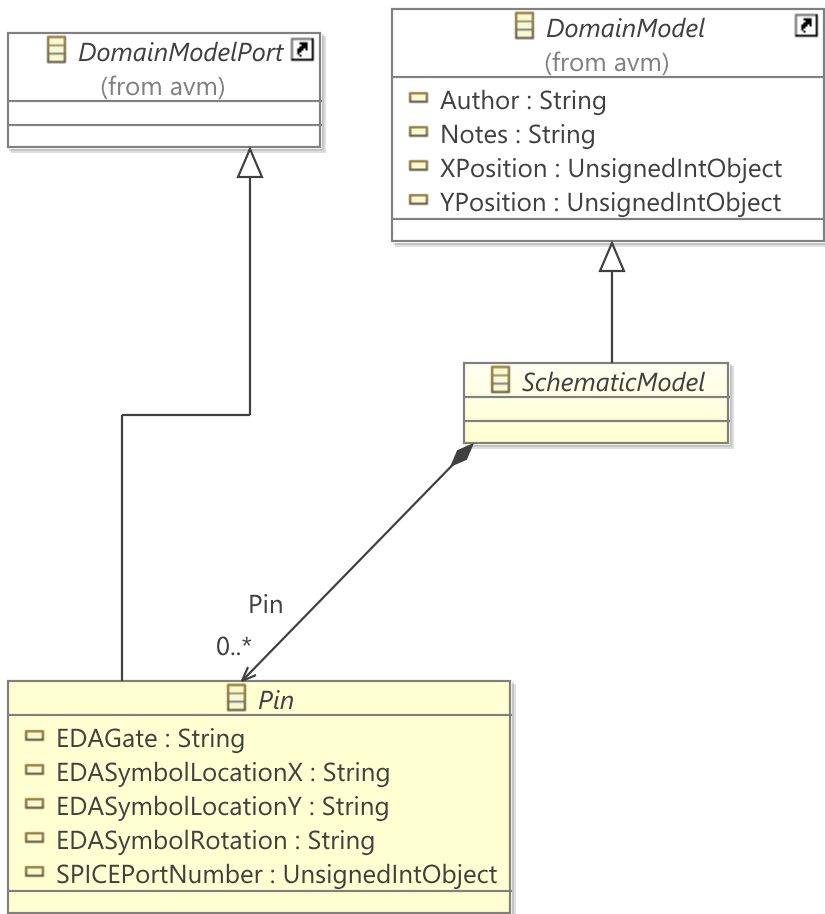 DomainModelPort
(from avm)
DomainModel
(from avm)
Author : String
Notes : String
XPosition : UnsignedIntObject
YPosition : UnsignedIntObject
SchematicModel
Pin
0..*
Pin
EDAGate : String
EDASymbolLocationX : String
EDASymbolLocationY : String
EDASymbolRotation : String
SPICEPortNumber : UnsignedIntObject